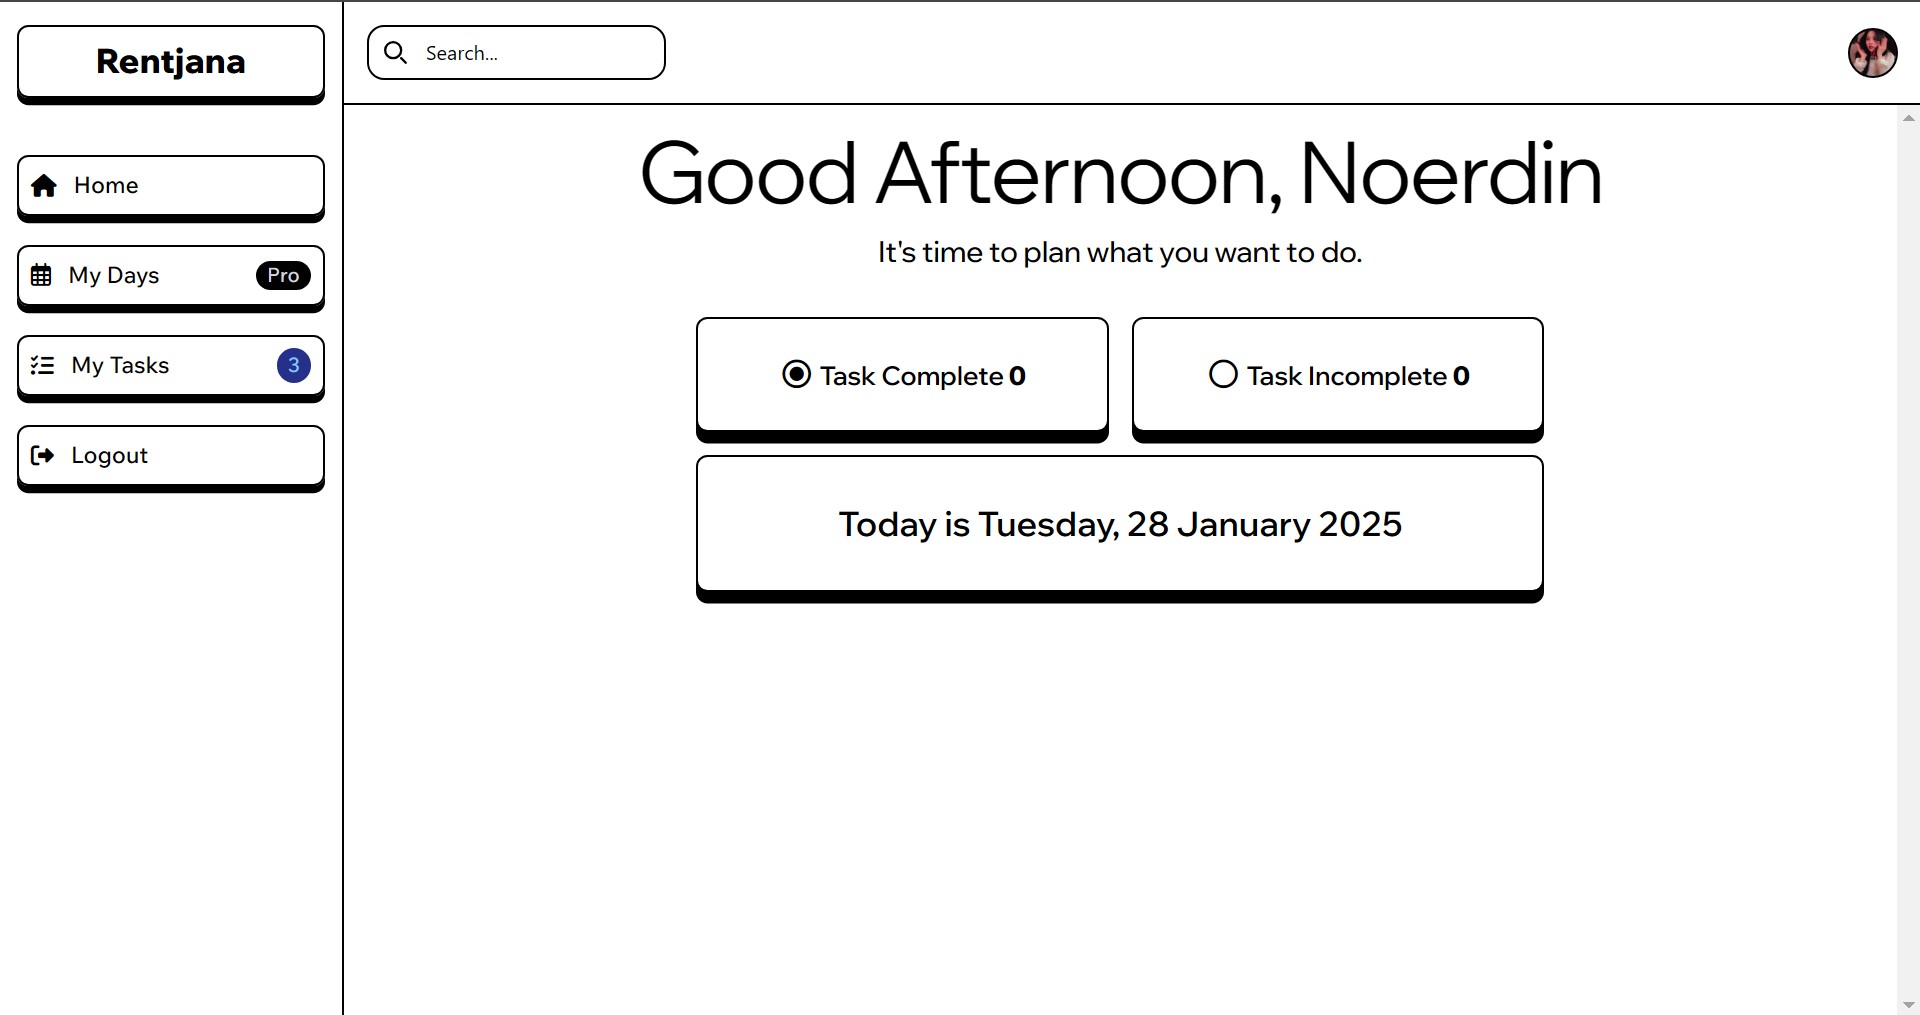 Rentjana
Search...
Home
My Days Pro
My Tasks 3
Logout
Good Afternoon, Noerdin
It's time to plan what you want to do.
Task Complete 0
Task Incomplete 0
Today is Tuesday, 28 January 2025